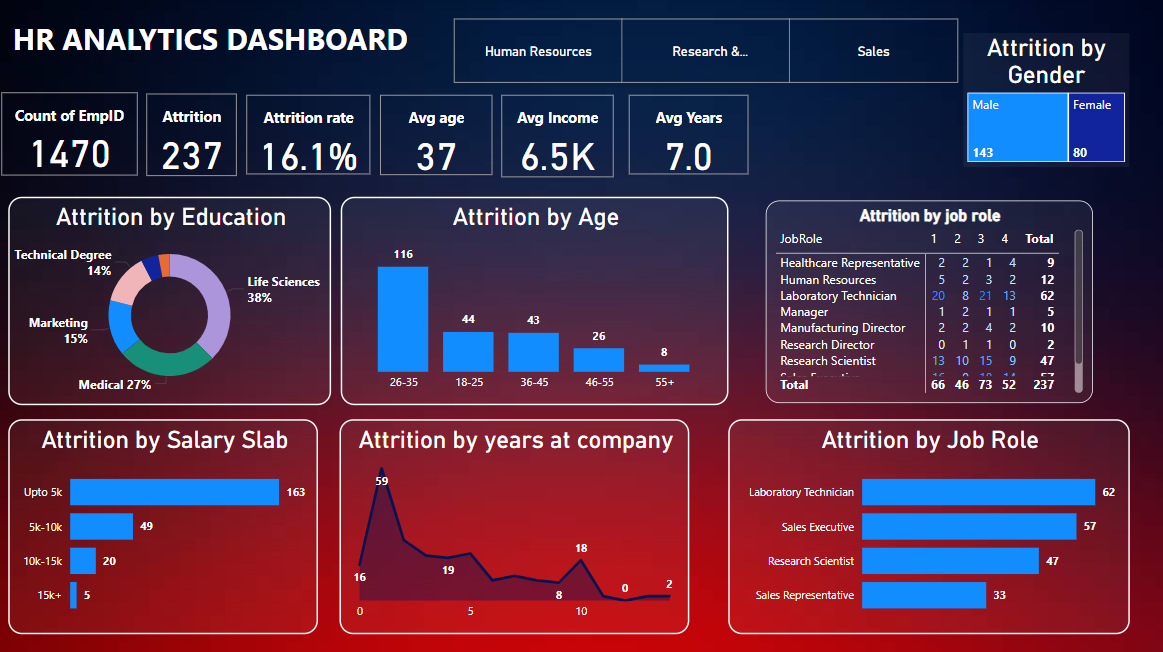 HR ANALYTICS DASHBOARD
Human Resources
Research &...
Sales
Attrition by
Gender
Male
Female
143
80
Count of EmpID
1470
Attrition
237
Attrition rate
16.1%
Avg age
37
Avg Income
6.5K
Avg Years
7.0
Attrition by Education
Technical Degree
14%
Life Sciences
38%
Marketing
15%
Medical 27%
Attrition by Age
116
44
43
26
8
26-35 18-25 36-45 46-55 55+
Attrition by job role
JobRole 1 2 3 4 Total
Healthcare Representative 2 2 1 4 9
Human Resources 5 2 3 2 12
Laboratory Technician 20 8 21 13 62
Manager 1 2 1 1 5
Manufacturing Director 2 2 4 2 10
Research Director 0 1 1 0 2
Research Scientist 13 10 15 9 47
Total 66 46 73 52 237
Attrition by Salary Slab
Upto 5k 163
5k-10k 49
10k-15k 20
15k+ 5
Attrition by years at company
59
16
19
8
18
0
2
0 5 10
Attrition by Job Role
Laboratory Technician 62
Sales Executive 57
Research Scientist 47
Sales Representative 33